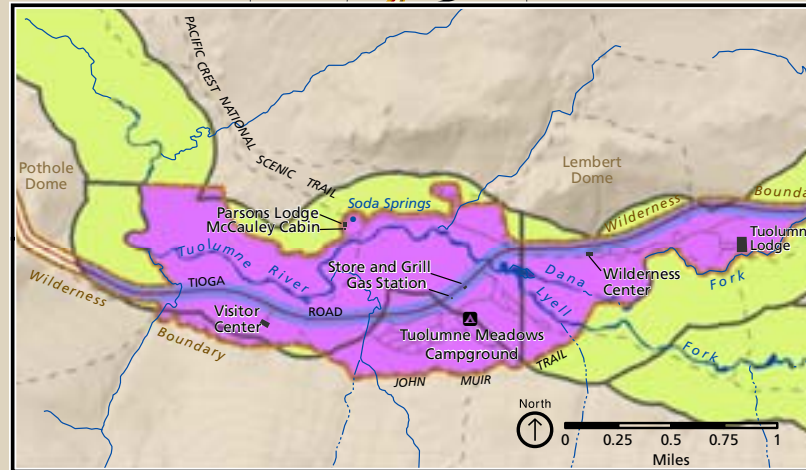 PACIFIC CREST NATIONAL SCENIC TRAIL
Pothole
Dome
Lembert
Dome
Parsons Lodge
McCauley Cabin
Soda Springs
Wilderness
Tuolumne River
Store and Grill
Gas Station
Dana
Fork
Wilderness
Center
Lodge
Wilderness
Boundary
TIOGA
ROAD
Visitor
Center
Lyell
Fork
Tuolumne Meadows
Campground
JOHN MUIR TRAIL
North
0 0.25 0.5 0.75 1
Miles